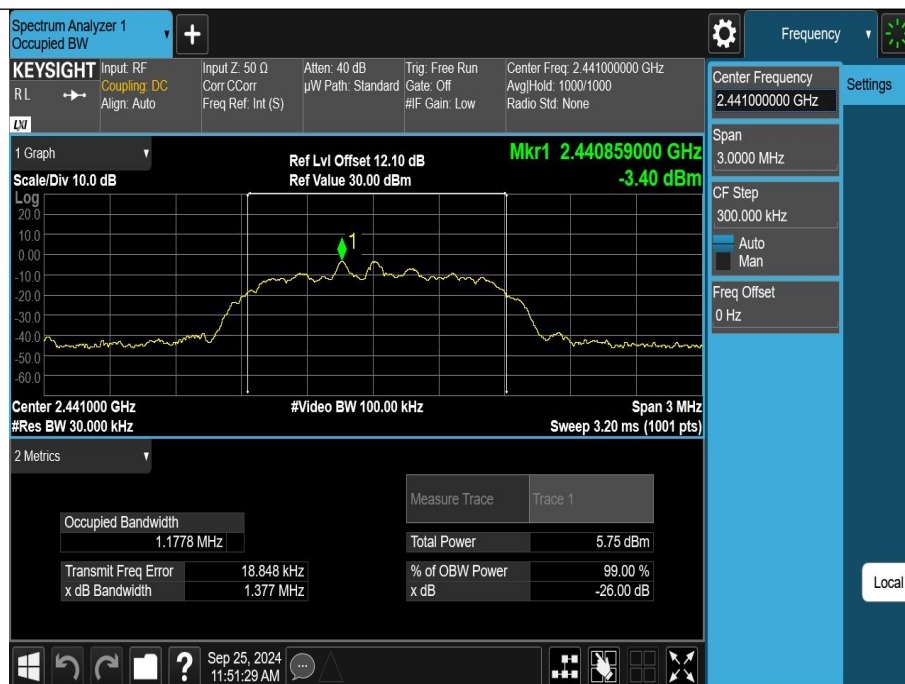 Spectrum Analyzer 1
Occupied BW
+
Frequency
KEYSIGHT
RL
LXI
Input: RF
Coupling: DC
Align: Auto
Input Z: 50 Ω
Corr CCorr
Freq Ref: Int (S)
Atten: 40 dB
µW Path: Standard
Trig: Free Run
Gate: Off
#IF Gain: Low
Center Freq: 2.441000000 GHz
Avg|Hold: 1000/1000
Radio Std: None
Center Frequency
2.441000000 GHz
Settings
Span
3.0000 MHz
CF Step
300.000 kHz
Auto
Man
Freq Offset
0 Hz
Local
1 Graph
Scale/Div 10.0 dB
Ref Lvl Offset 12.10 dB
Ref Value 30.00 dBm
Mkr1 2.440859000 GHz
-3.40 dBm
Log
20.0
10.0
0.00
-10.0
-20.0
-30.0
-40.0
-50.0
-60.0
1
Center 2.441000 GHz
#Res BW 30.000 kHz
#Video BW 100.00 kHz
Span 3 MHz
Sweep 3.20 ms (1001 pts)
2 Metrics
Measure Trace Trace 1
Occupied Bandwidth
1.1778 MHz
Total Power 5.75 dBm
Transmit Freq Error 18.848 kHz
% of OBW Power 99.00 %
x dB Bandwidth 1.377 MHz
x dB -26.00 dB
?
Sep 25, 2024
11:51:29 AM